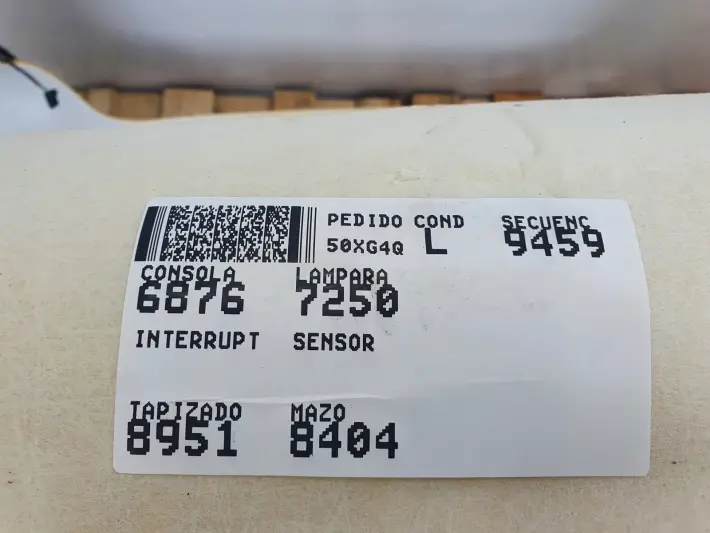 PEDIDO COND SECUENC
50XG4Q L 9459
CONSOLA LAMPARA
6876 7250
INTERRUPT SENSOR
TAPIZADO MAZO
8951 8404